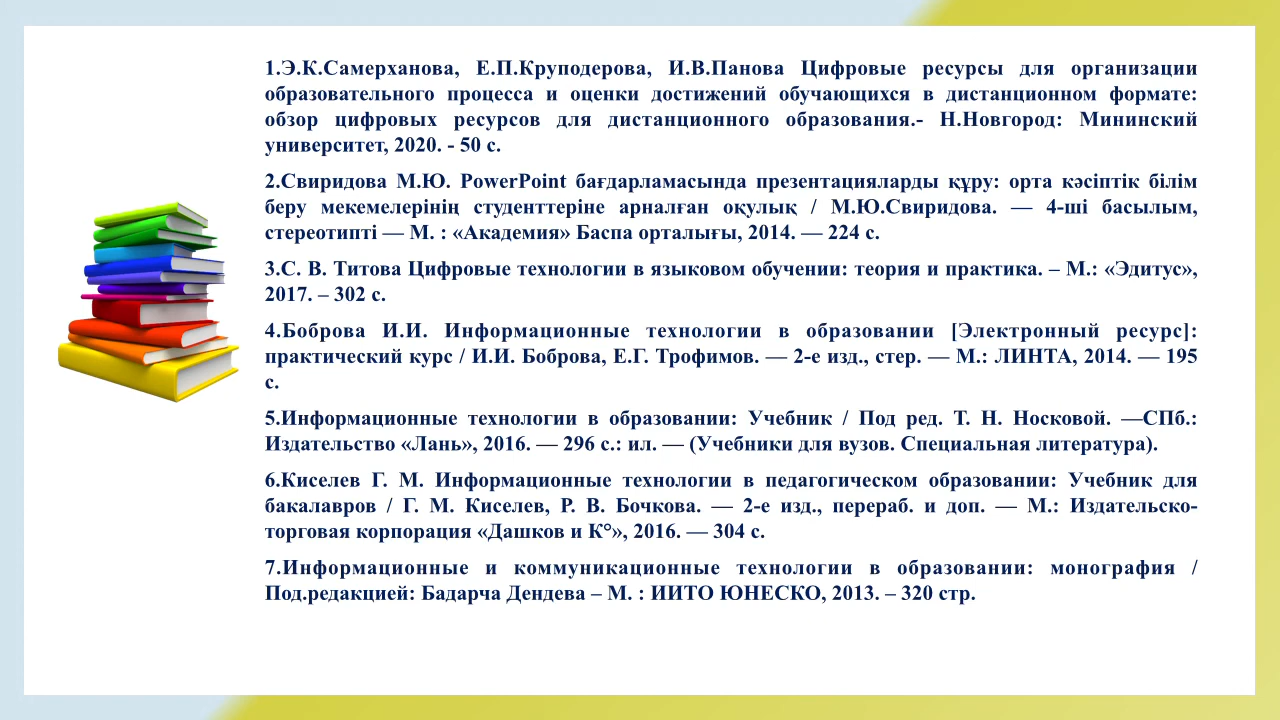 1.Э.К.Самерханова, Е.П.Круподерова, И.В.Панова Цифровые ресурсы для организации
образовательного процесса и оценки достижений обучающихся в дистанционном формате:
обзор цифровых ресурсов для дистанционного образования.- Н.Новгород: Мининский
университет, 2020. - 50 с.
2.Свиридова М.Ю. PowerPoint бағдарламасында презентацияларды құру: орта кәсіптік білім
беру мекемелерінің студенттеріне арналған оқулық / М.Ю.Свиридова. — 4-ші басылым,
стереотипті — М. : «Академия» Баспа орталығы, 2014. — 224 с.
3.С. В. Титова Цифровые технологии в языковом обучении: теория и практика. – М.: «Эдитус»,
2017. – 302 с.
4.Боброва И.И. Информационные технологии в образовании [Электронный ресурс]:
практический курс / И.И. Боброва, Е.Г. Трофимов. — 2-е изд., стер. — М.: ЛИНТА, 2014. — 195
с.
5.Информационные технологии в образовании: Учебник / Под ред. Т. Н. Носковой. —СПб.:
Издательство «Лань», 2016. — 296 с.: ил. — (Учебники для вузов. Специальная литература).
6.Киселев Г. М. Информационные технологии в педагогическом образовании: Учебник для
бакалавров / Г. М. Киселев, Р. В. Бочкова. — 2-е изд., перераб. и доп. — М.: Издательско-
торговая корпорация «Дашков и К°», 2016. — 304 с.
7.Информационные и коммуникационные технологии в образовании: монография /
Под.редакцией: Бадарча Дендева – М. : ИИТО ЮНЕСКО, 2013. – 320 стр.